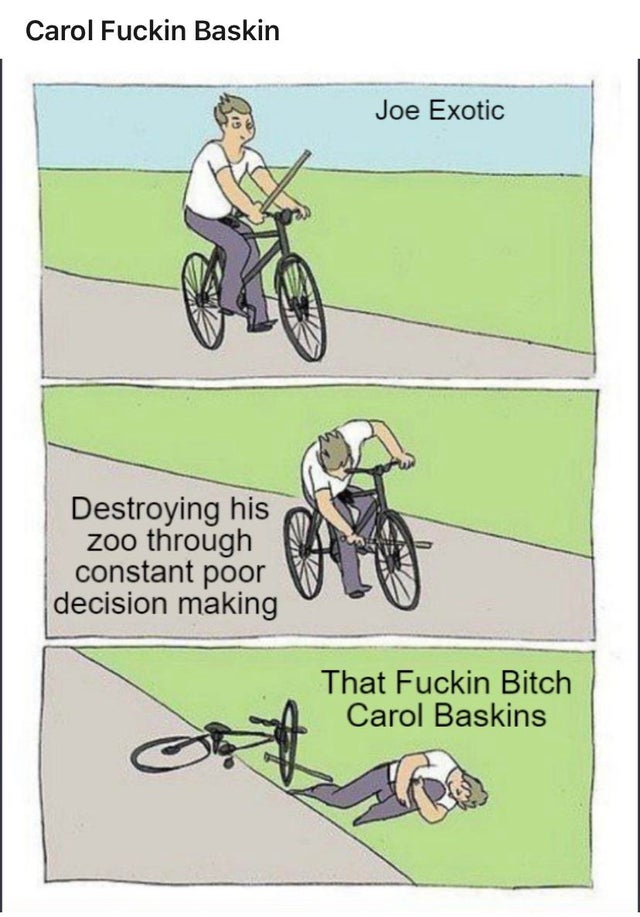 Carol Fuckin Baskin
Joe Exotic
Destroying his
zoo through
constant poor
decision making
That Fuckin Bitch
Carol Baskins